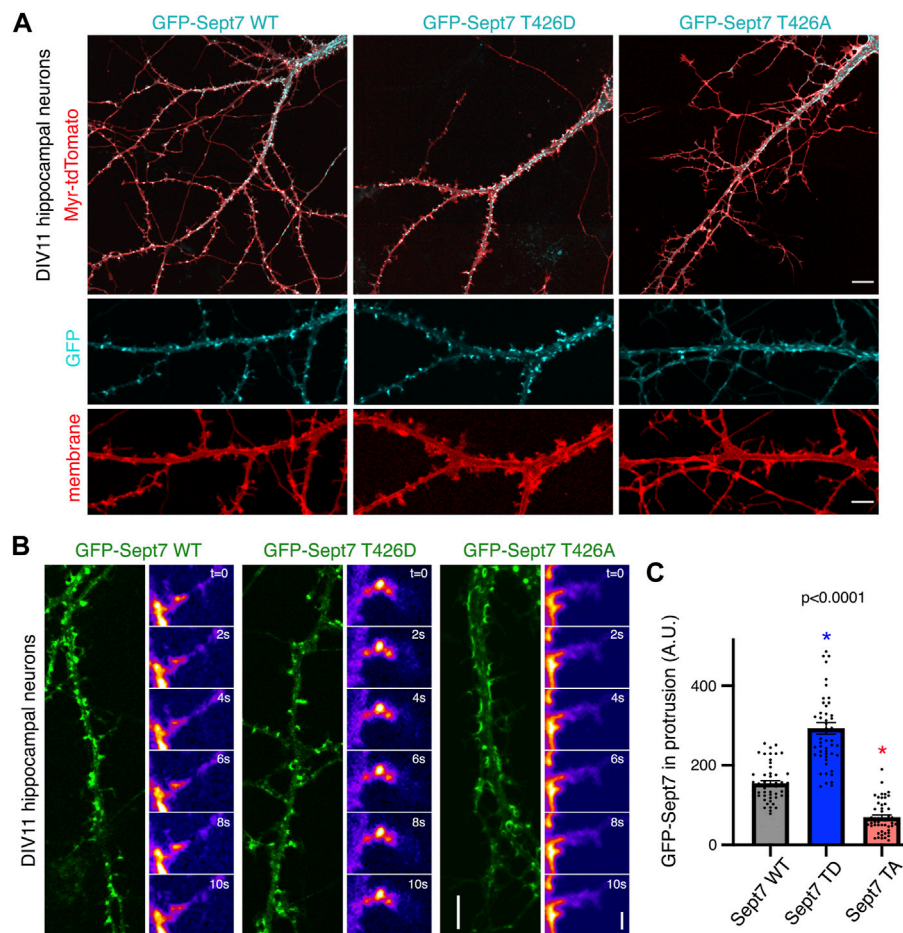 A
GFP-Sept7 WT
GFP-Sept7 T426D
GFP-Sept7 T426A
DIV11 hippocampal neurons
Myr-tdTomato
GFP
membrane
B
GFP-Sept7 WT
GFP-Sept7 T426D
GFP-Sept7 T426A
DIV11 hippocampal neurons
t=0
2s
4s
6s
8s
10s
t=0
2s
4s
6s
8s
10s
t=0
2s
4s
6s
8s
10s
C
p<0.0001
GFP-Sept7 in protrusion (A.U.)
*
*
400
200
0
Sept7 WT
Sept7 TD
Sept7 TA